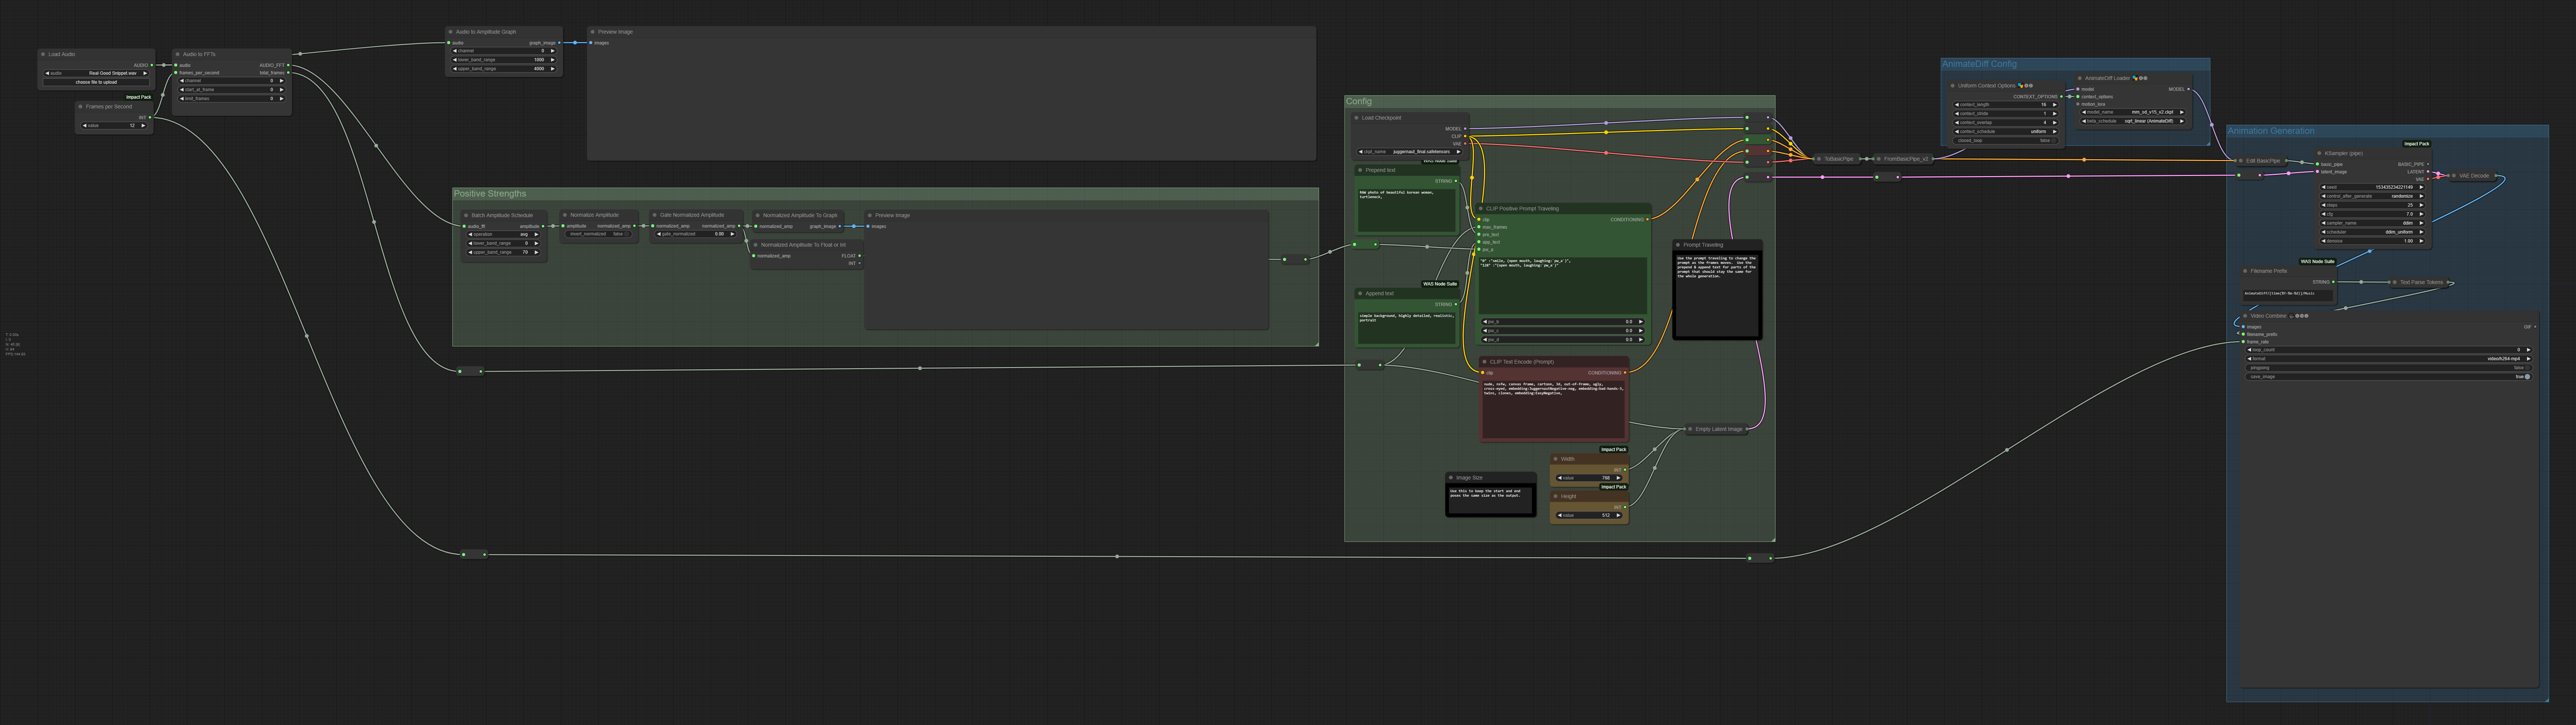 Load Audio
AUDIO
audio Real Good Snippet.wav
choose file to upload
Impact Pack
Frames per Second
INT
value 12
Audio to FFTs
audio AUDIO_FFT
frames_per_second total_frames
channel 0
start_at_frame 0
limit_frames 0
Audio to Amplitude Graph
audio graph_image
channel 0
lower_band_range 1000
upper_band_range 4000
Preview Image
images
Positive Strengths
Batch Amplitude Schedule
audio_fft amplitude
operation avg
lower_band_range 0
upper_band_range 70
Normalize Amplitude
amplitude normalized_amp
invert_normalized false
Gate Normalized Amplitude
normalized_amp normalized_amp
gate_normalized 0.00
Normalized Amplitude To Graph
normalized_amp graph_image
Normalized Amplitude To Float or Int
normalized_amp FLOAT
INT
Preview Image
images
Config
Load Checkpoint
MODEL
CLIP
VAE
ckpt_name juggernaut_final.safetensors
WAS Node Suite
Prepend text
STRING
RAW photo of beautiful korean woman,
turtleneck,
WAS Node Suite
Append text
STRING
simple background, highly detailed, realistic,
portrait
CLIP Positive Prompt Traveling
clip CONDITIONING
max_frames
pre_text
app_text
pw_a
"0" :"smile, (open mouth, laughing:`pw_a`)",
"120" :"(open mouth, laughing:`pw_a`)"
pw_b 0.0
pw_c 0.0
pw_d 0.0
Prompt Traveling
Use the prompt traveling to change the
prompt as the frames moves. Use the
prepend & append text for parts of the
prompt that should stay the same for
the whole generation.
CLIP Text Encode (Prompt)
clip CONDITIONING
nude, nsfw, canvas frame, cartoon, 3d, out-of-frame, ugly,
cross-eyed, embedding:JuggernautNegative-neg, embedding:bad-hands-5,
twins, clones, embedding:EasyNegative,
Empty Latent Image
Image Size
Use this to keep the start and end
poses the same size as the output.
Impact Pack
Width
INT
value 768
Impact Pack
Height
INT
value 512
ToBasicPipe
FromBasicPipe_v2
AnimateDiff Config
Uniform Context Options
CONTEXT_OPTIONS
context_length 16
context_stride 1
context_overlap 4
context_schedule uniform
closed_loop false
AnimateDiff Loader
model MODEL
context_options
motion_lora
model_name mm_sd_v15_v2.ckpt
beta_schedule sqrt_linear (AnimateDiff)
Animation Generation
Edit BasicPipe
Impact Pack
KSampler (pipe)
basic_pipe BASIC_PIPE
latent_image LATENT
VAE
seed 153435234221149
control_after_generate randomize
steps 25
cfg 7.0
sampler_name ddim
scheduler ddim_uniform
denoise 1.00
VAE Decode
WAS Node Suite
Filename Prefix
STRING
Text Parse Tokens
Video Combine
images GIF
filename_prefix
frame_rate
loop_count 0
format video/h264-mp4
pingpong false
save_image true